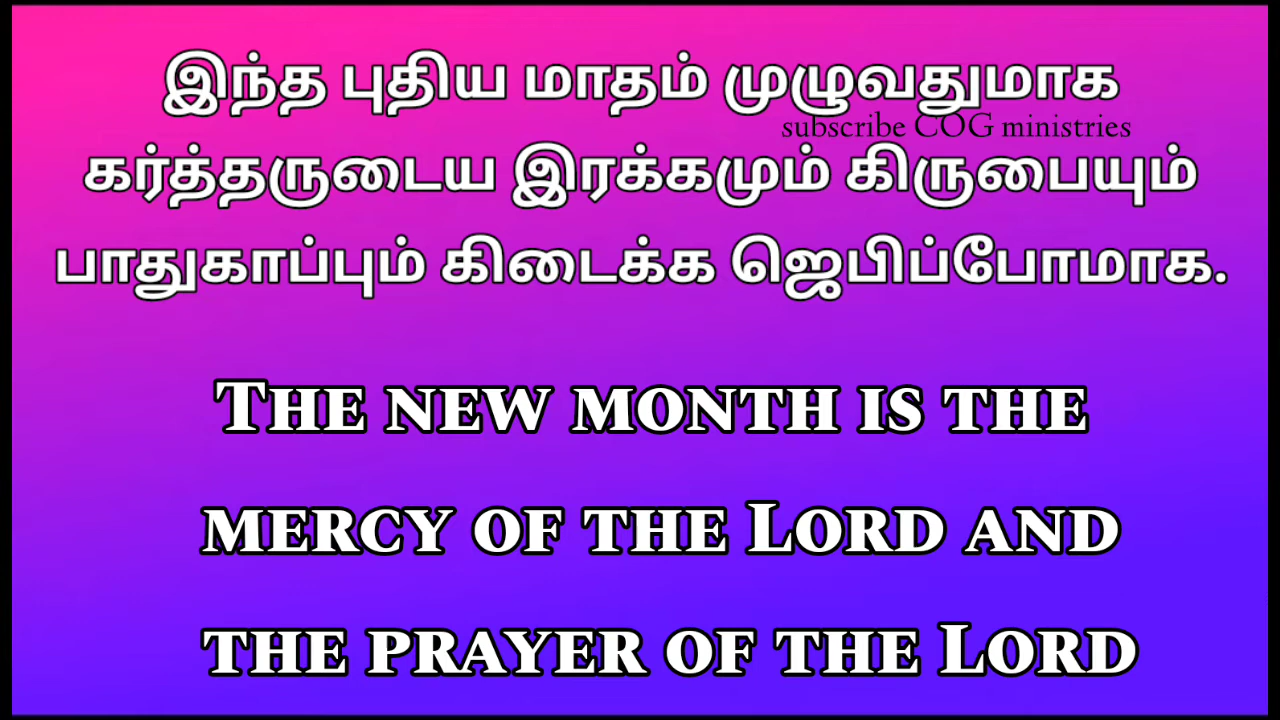 இந்த புதிய மாதம் முழுவதுமாக
subscribe COG ministries
கர்த்தருடைய இரக்கமும் கிருபையும்
பாதுகாப்பும் கிடைக்க ஜெபிப்போமாக.
The new month is the
mercy of the Lord and
the prayer of the Lord